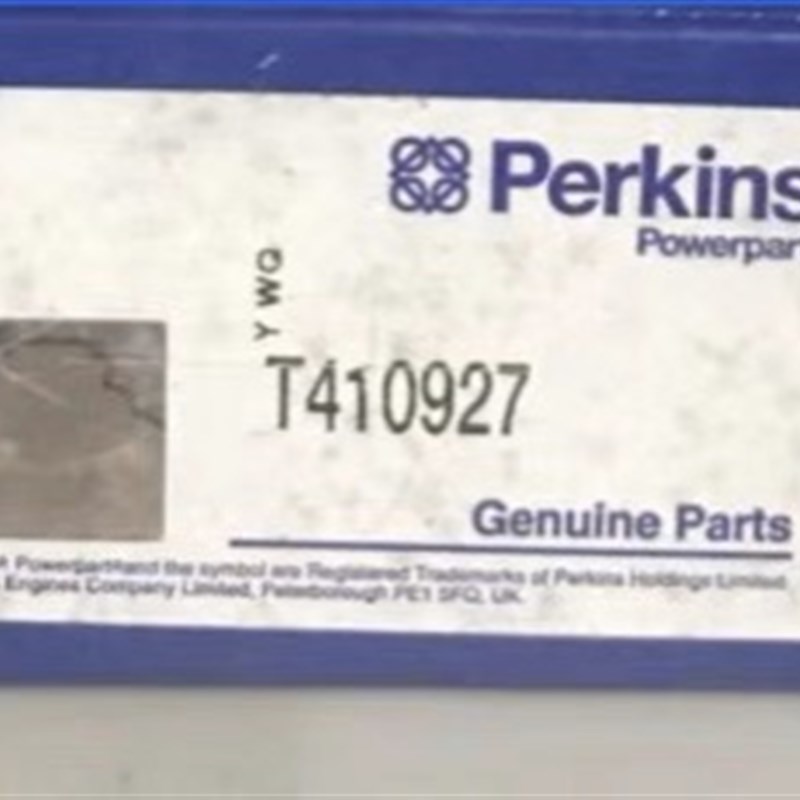 Perkins
Powerpar
Y WQ
T410927
Genuine Parts
Powerpart and the symbol are Registered Trademarks of Perkins Holdings Limited.
Engines Company Limited, Peterborough PE1 5FQ, UK.